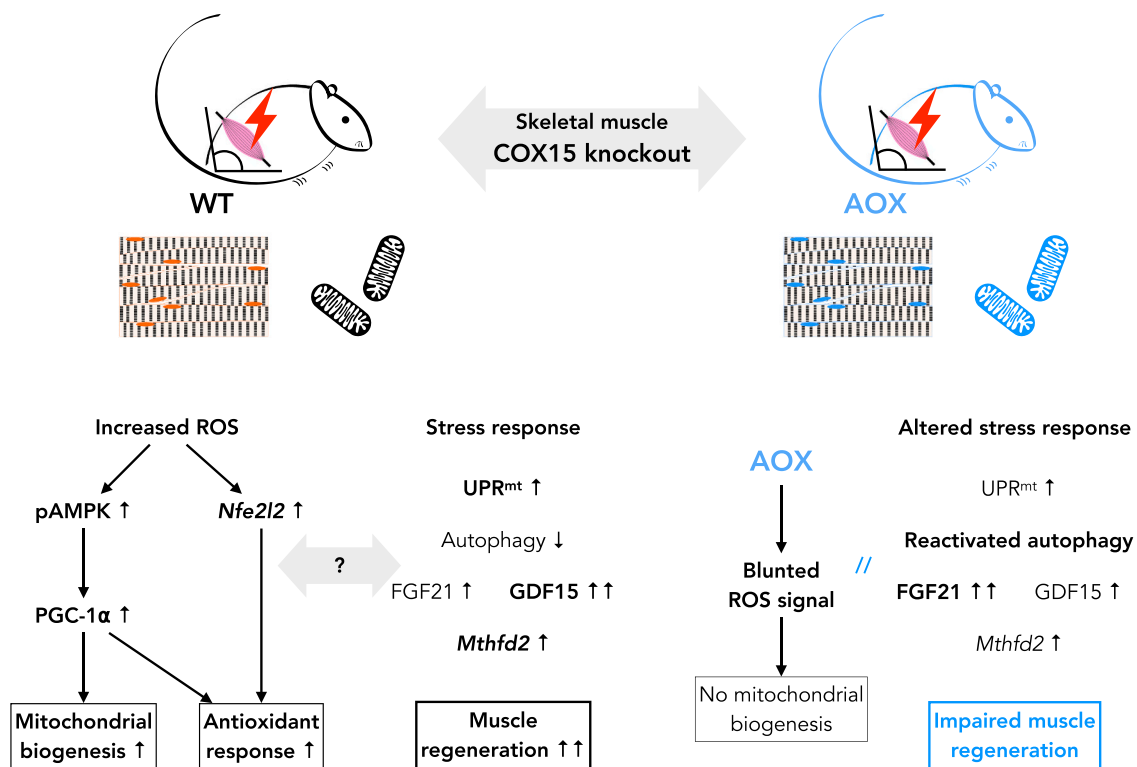 Skeletal muscle
COX15 knockout
WT
AOX
Increased ROS
pAMPK ↑
Nfe2l2 ↑
PGC-1α ↑
Mitochondrial
biogenesis ↑
Antioxidant
response ↑
?
Stress response
UPRmt ↑
Autophagy ↓
FGF21 ↑ GDF15 ↑↑
Mthfd2 ↑
Muscle
regeneration ↑↑
AOX
Blunted
ROS signal
No mitochondrial
biogenesis
//
Altered stress response
UPRmt ↑
Reactivated autophagy
FGF21 ↑↑ GDF15 ↑
Mthfd2 ↑
Impaired muscle
regeneration